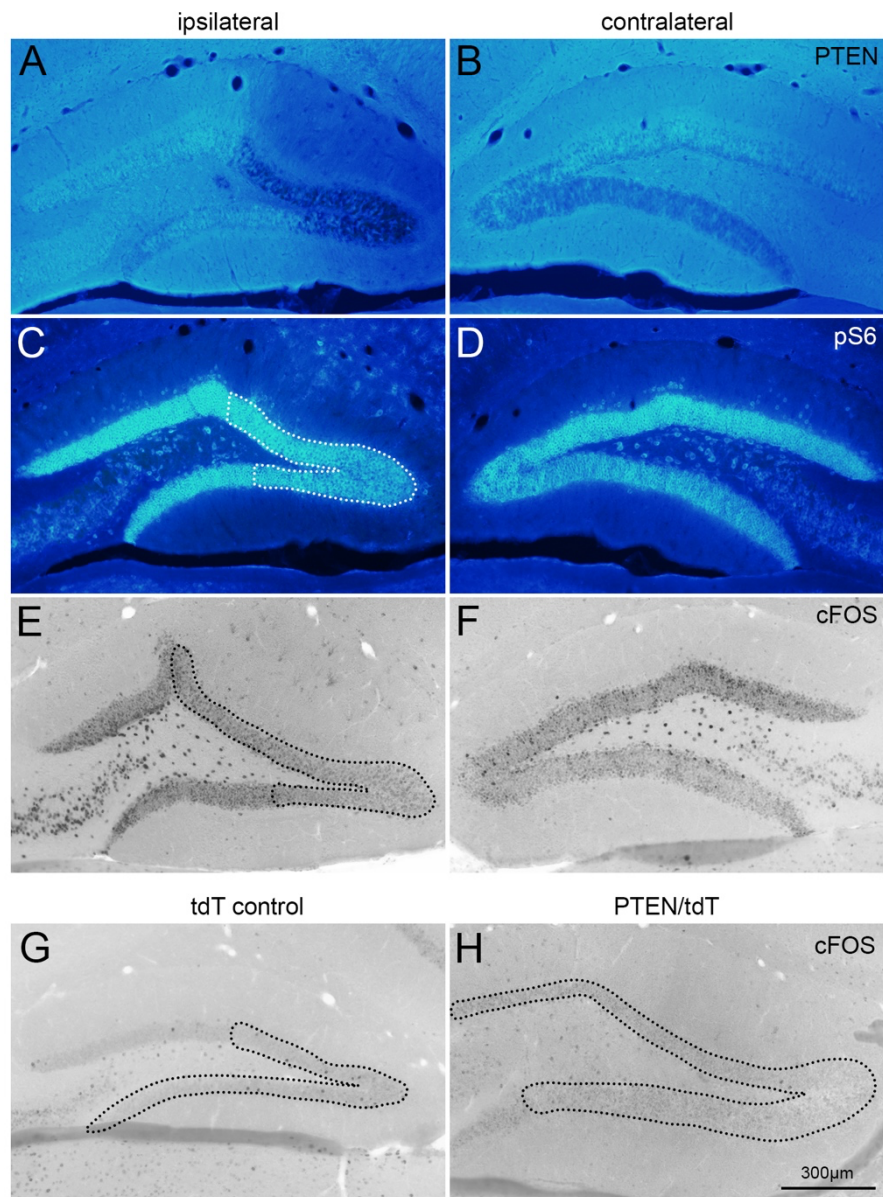 ipsilateral contralateral
A B PTEN
C D pS6
E F cFOS
tdT control PTEN/tdT
G H cFOS
300μm